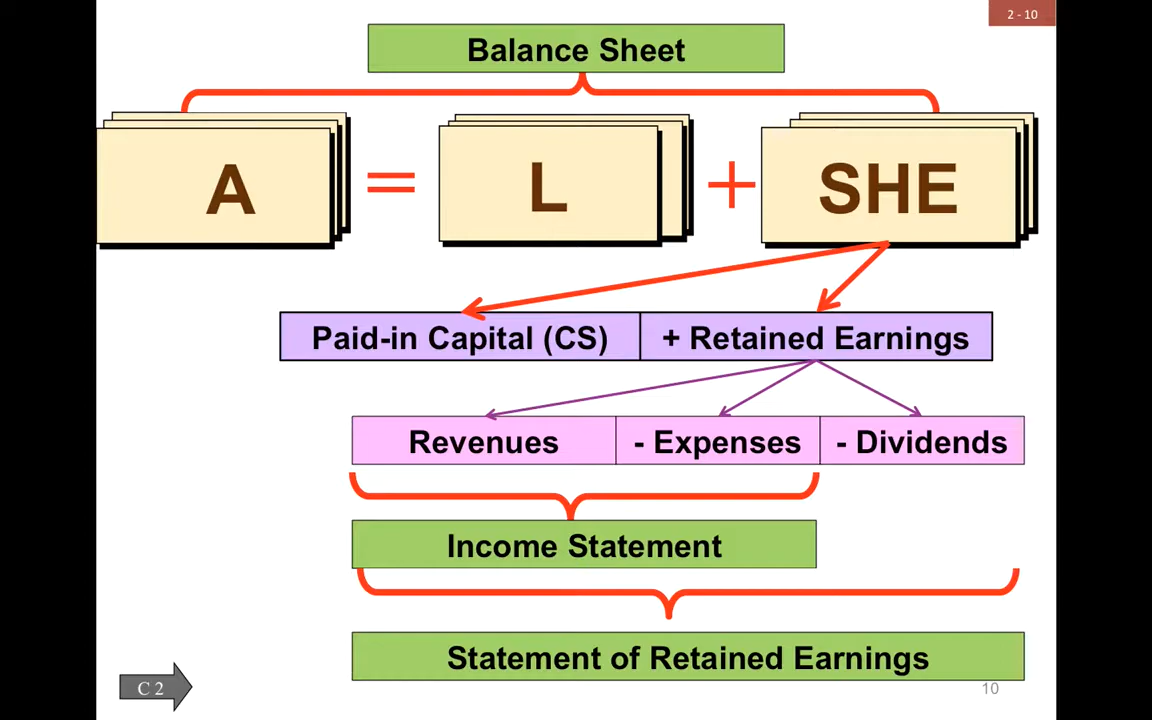 2 - 10
Balance Sheet
A = L + SHE
Paid-in Capital (CS) + Retained Earnings
Revenues - Expenses - Dividends
Income Statement
Statement of Retained Earnings
C 2
10